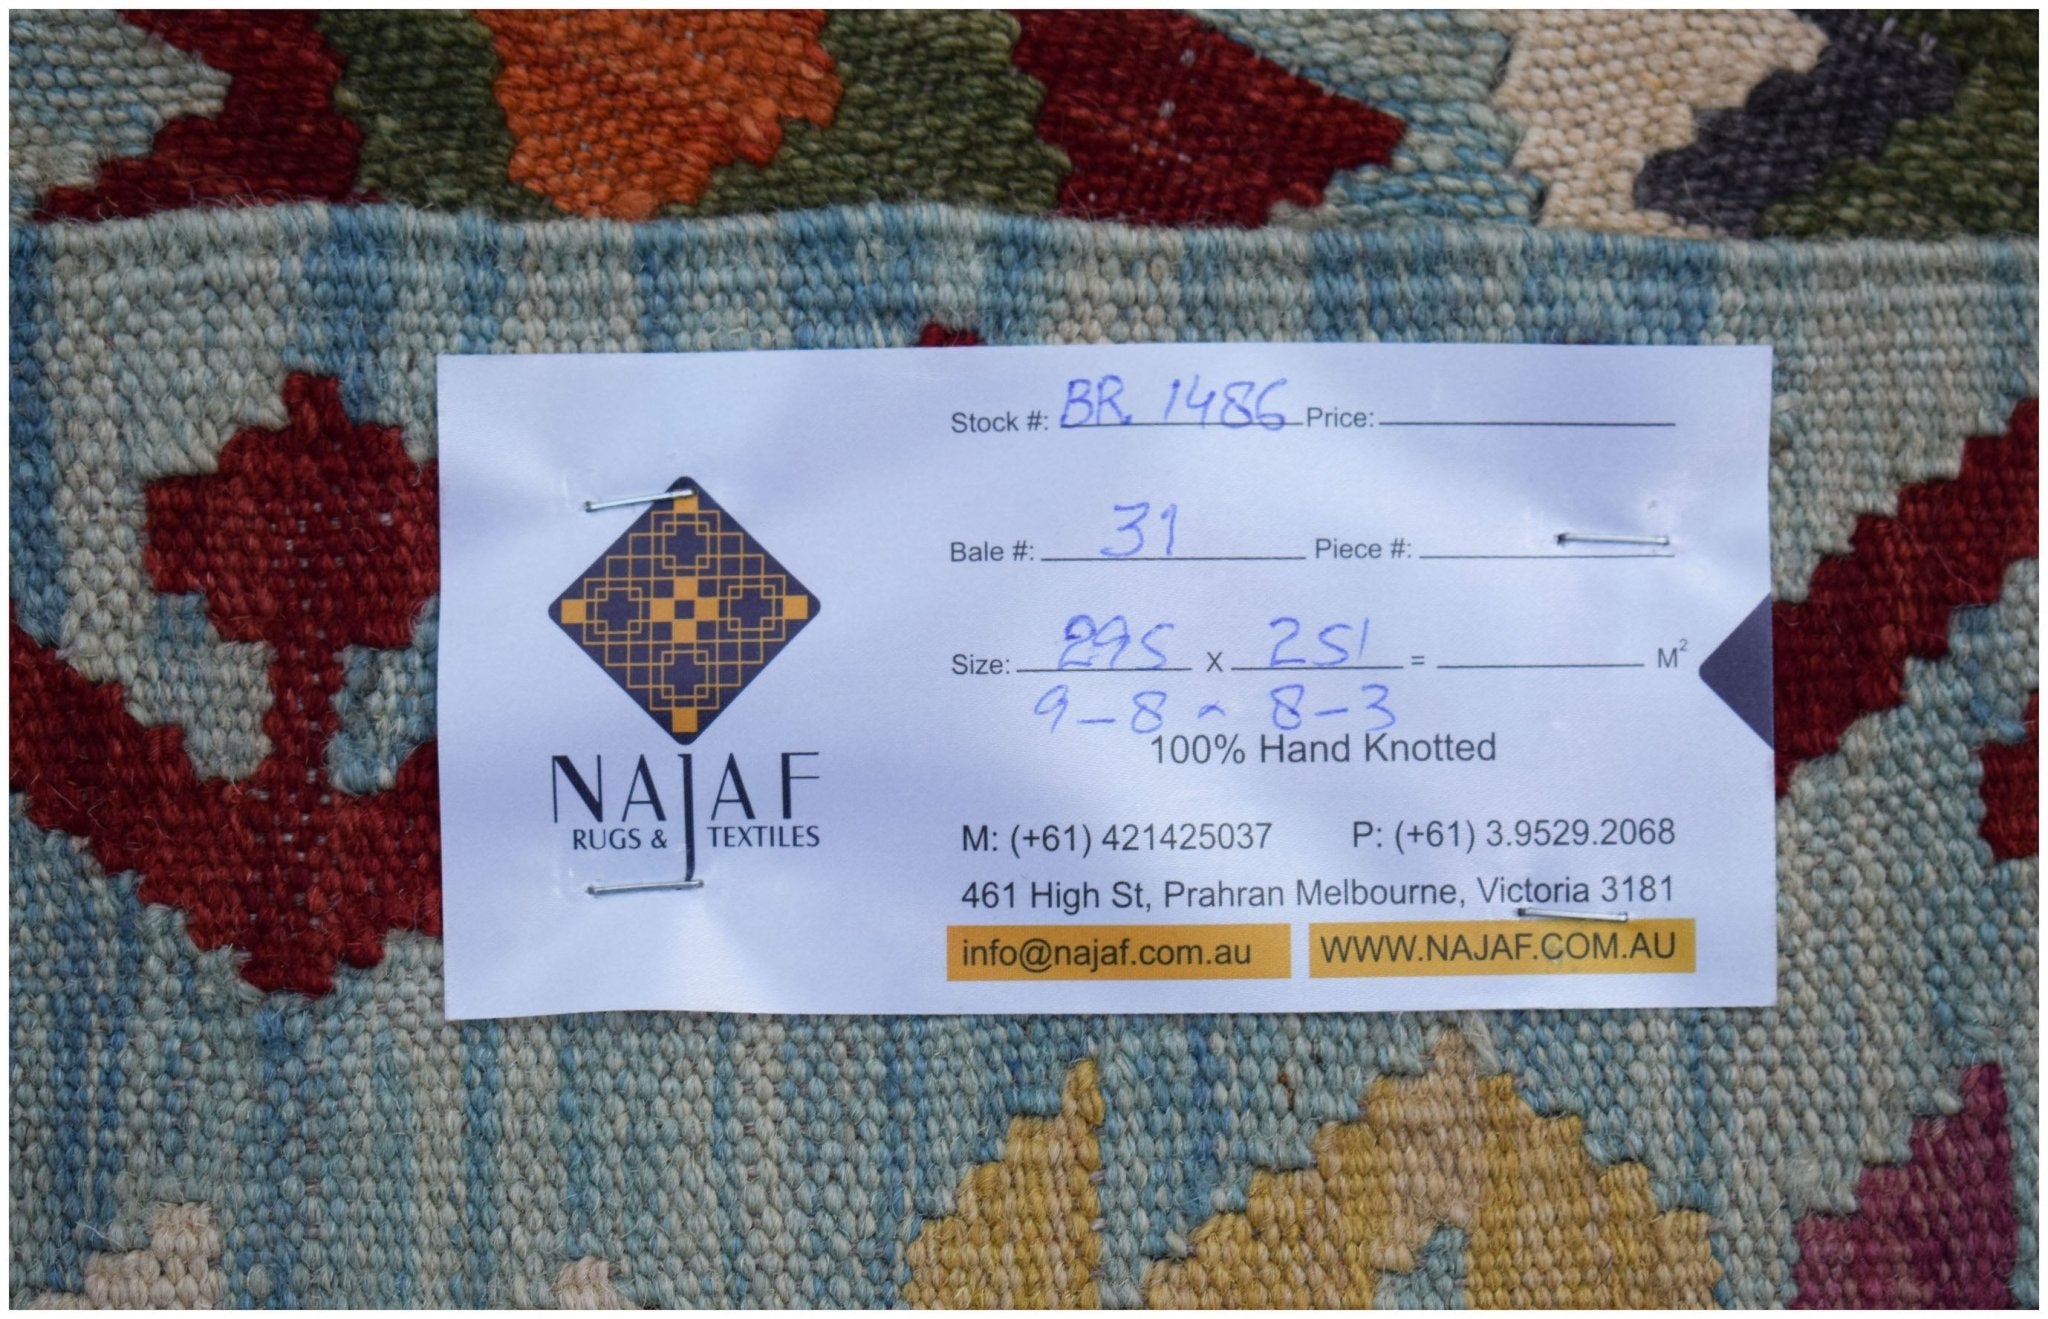 Stock #: BR 1486 Price:
Bale #: 31 Piece #:
Size: 295 x 251 = M²
9-8 ~ 8-3
100% Hand Knotted
NAJAF
RUGS & TEXTILES
M: (+61) 421425037 P: (+61) 3.9529.2068
461 High St, Prahran Melbourne, Victoria 3181
info@najaf.com.au WWW.NAJAF.COM.AU